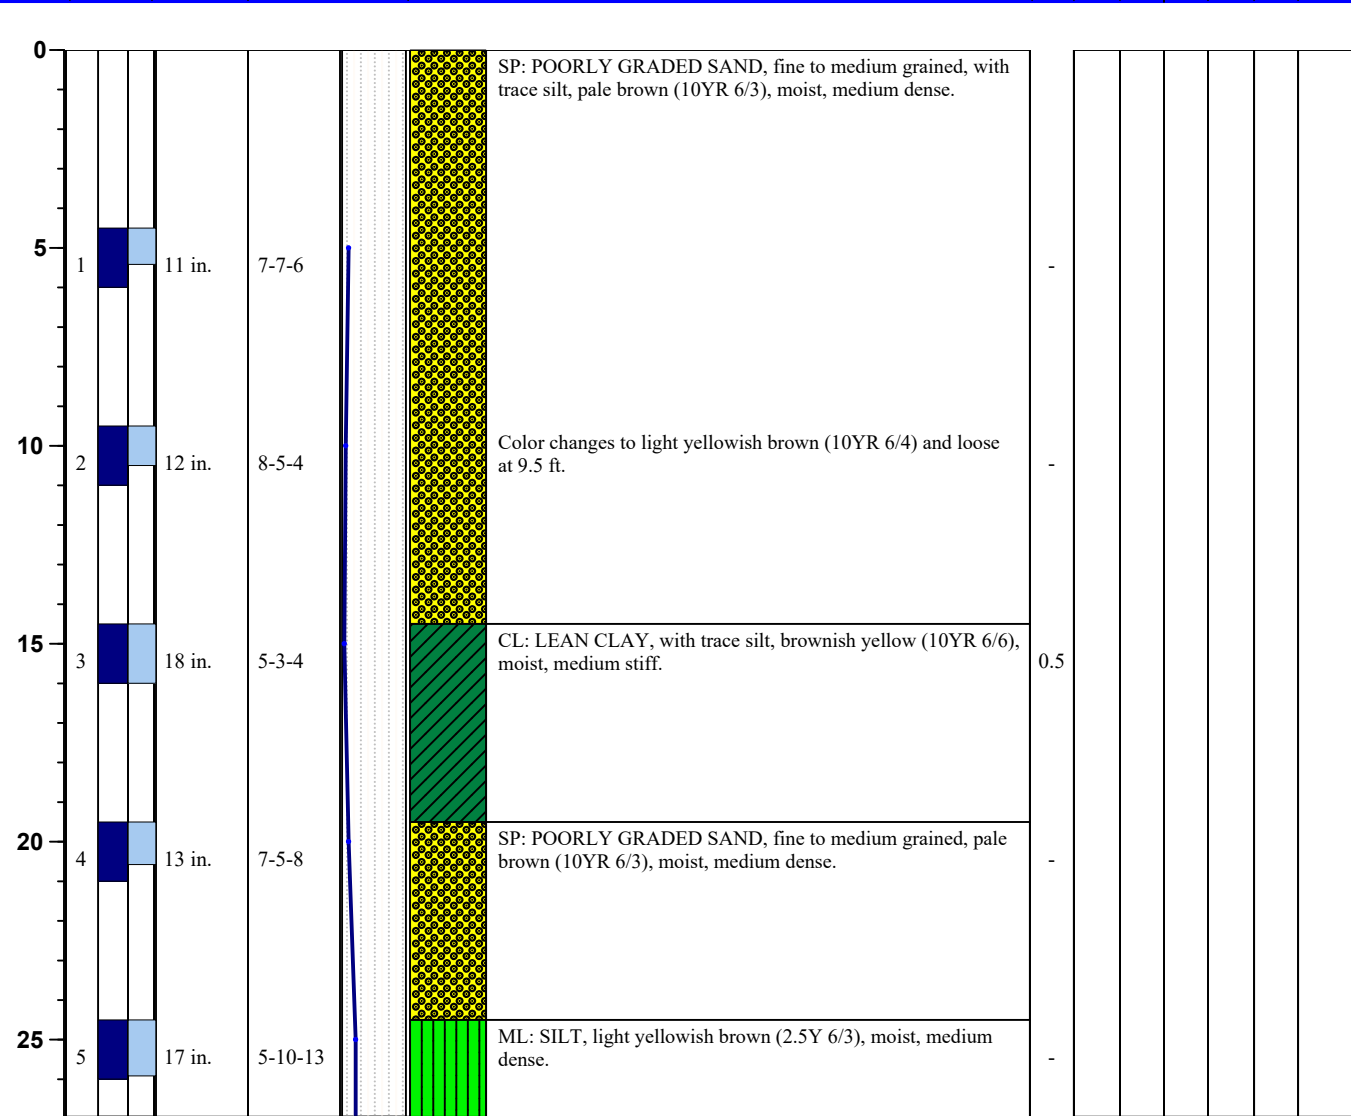 0
SP: POORLY GRADED SAND, fine to medium grained, with
trace silt, pale brown (10YR 6/3), moist, medium dense.
5
1
11 in.
7-7-6
-
10
Color changes to light yellowish brown (10YR 6/4) and loose
at 9.5 ft.
2
12 in.
8-5-4
-
15
CL: LEAN CLAY, with trace silt, brownish yellow (10YR 6/6),
moist, medium stiff.
3
18 in.
5-3-4
0.5
20
SP: POORLY GRADED SAND, fine to medium grained, pale
brown (10YR 6/3), moist, medium dense.
4
13 in.
7-5-8
-
25
ML: SILT, light yellowish brown (2.5Y 6/3), moist, medium
dense.
5
17 in.
5-10-13
-